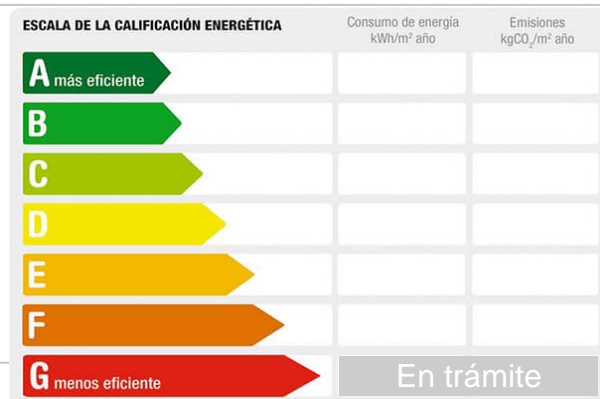 ESCALA DE LA CALIFICACIÓN ENERGÉTICA
Consumo de energía
kWh/m² año
Emisiones
kgCO₂/m² año
A más eficiente
B
C
D
E
F
G menos eficiente
En trámite